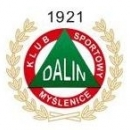 1921
KLUB SPORTOWY
DALIN
MYŚLENICE